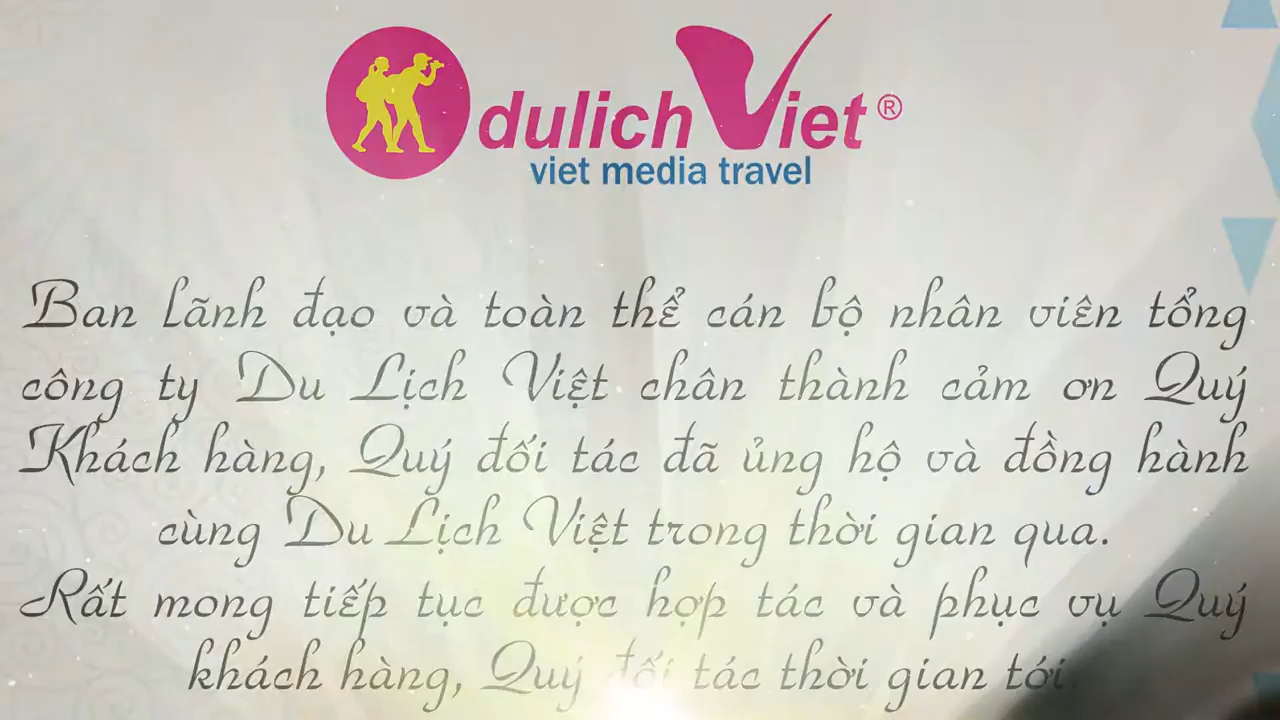 dulichViet®
viet media travel
Ban lãnh đạo và toàn thể cán bộ nhân viên tổng
công ty Du Lịch Việt chân thành cảm ơn Quý
Khách hàng, Quý đối tác đã ủng hộ và đồng hành
cùng Du Lịch Việt trong thời gian qua.
Rất mong tiếp tục được hợp tác và phục vụ Quý
khách hàng, Quý đối tác thời gian tới.